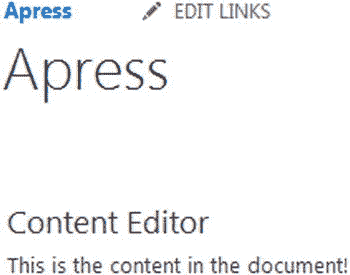 Apress EDIT LINKS
Apress
Content Editor
This is the content in the document!